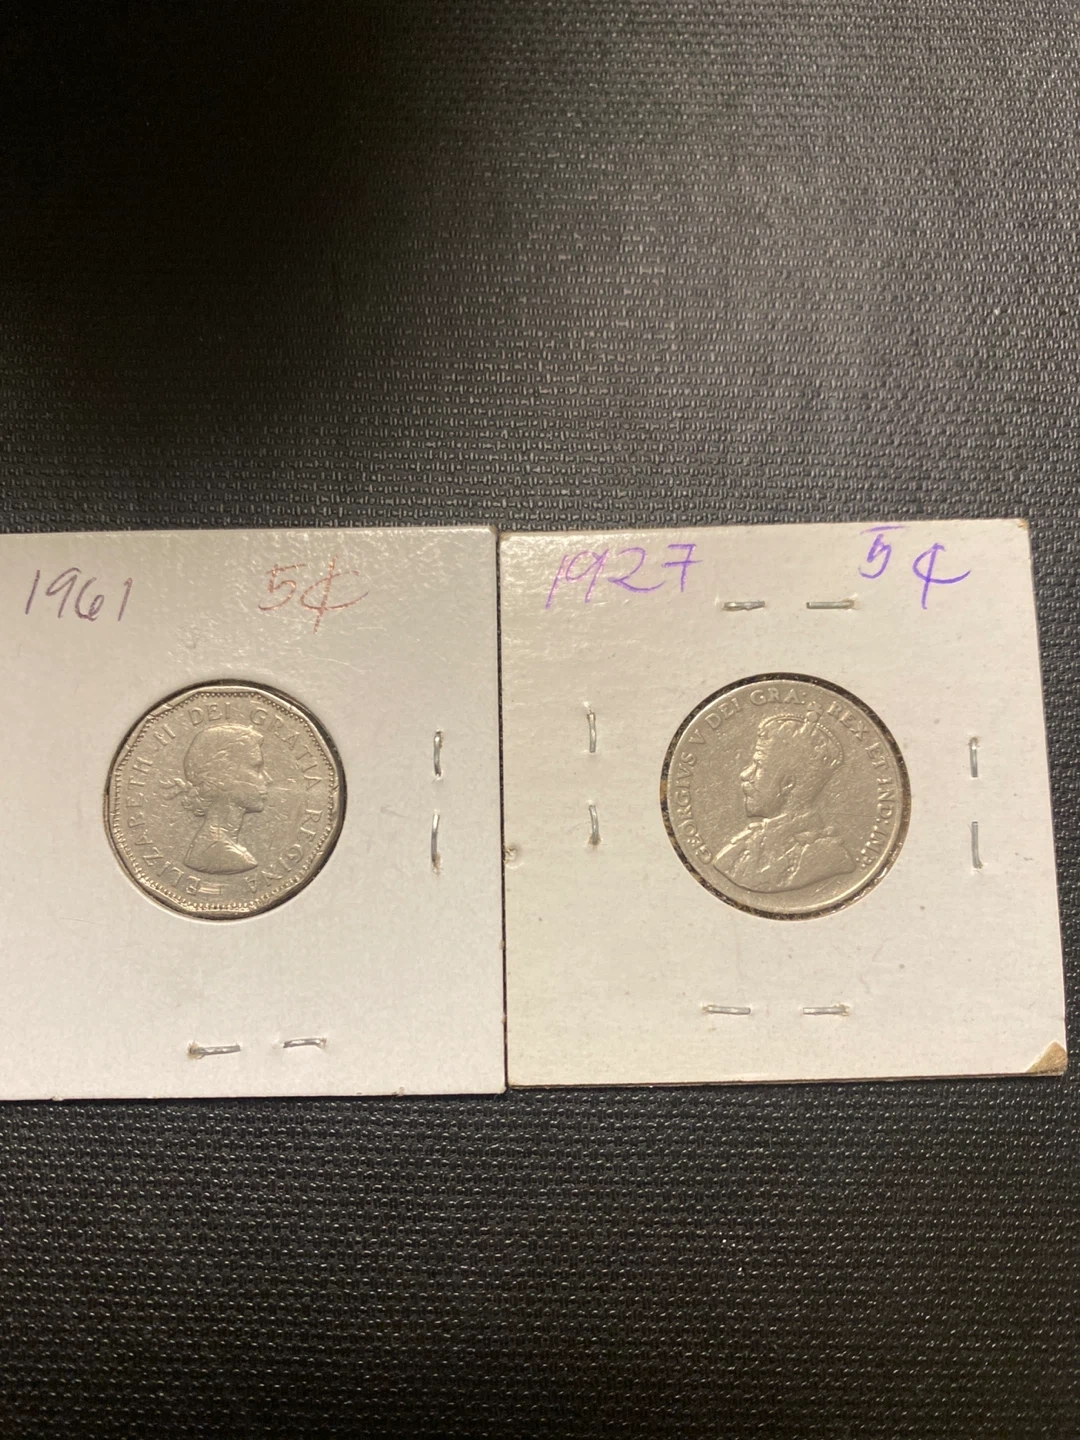 1961 5¢
ELIZABETH II DEI GRATIA REGINA
1927 5¢
GEORGIVS V DEI GRA: REX ET IND: IMP: